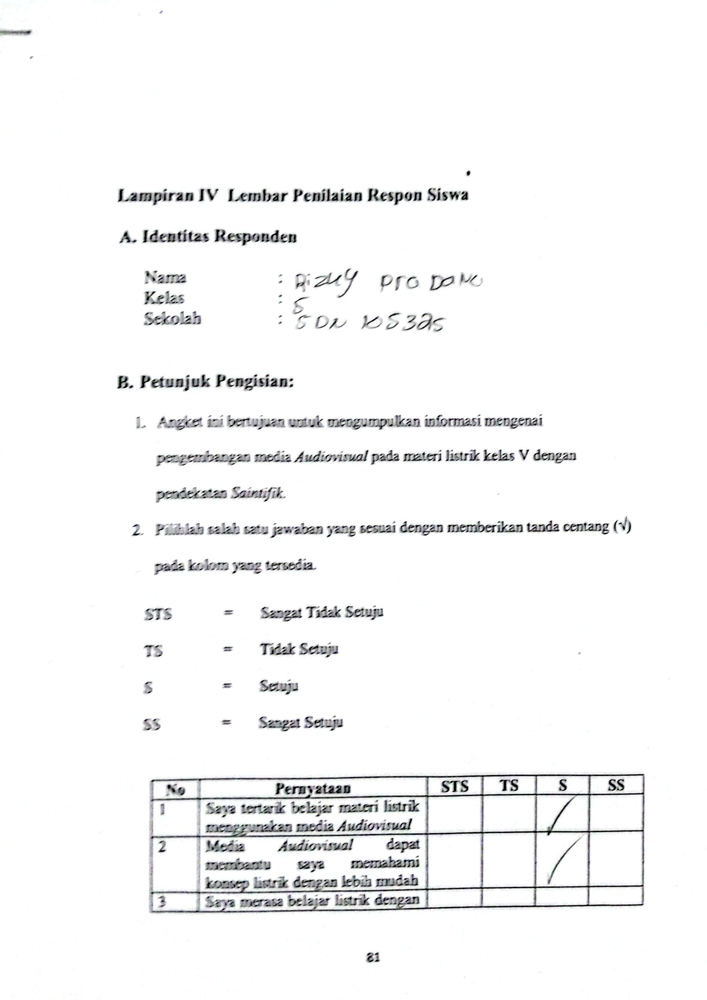 Lampiran IV Lembar Penilaian Respon Siswa
A. Identitas Responden
Nama : Rizky
Kelas : 5
Sekolah : SDN 105325
B. Petunjuk Pengisian:
1. Angket ini bertujuan untuk mengumpulkan informasi mengenai
pengembangan media Audiovisual pada materi listrik kelas V dengan
pendekatan Saintifik.
2. Pilihlah salah satu jawaban yang sesuai dengan memberikan tanda centang (√)
pada kolom yang tersedia.
STS = Sangat Tidak Setuju
TS = Tidak Setuju
S = Setuju
SS = Sangat Setuju
No Pernyataan STS TS S SS
1 Saya tertarik belajar materi listrik
menggunakan media Audiovisual ✓
2 Media Audiovisual dapat
membantu saya memahami ✓
konsep listrik dengan lebih mudah
3 Saya merasa belajar listrik dengan
81